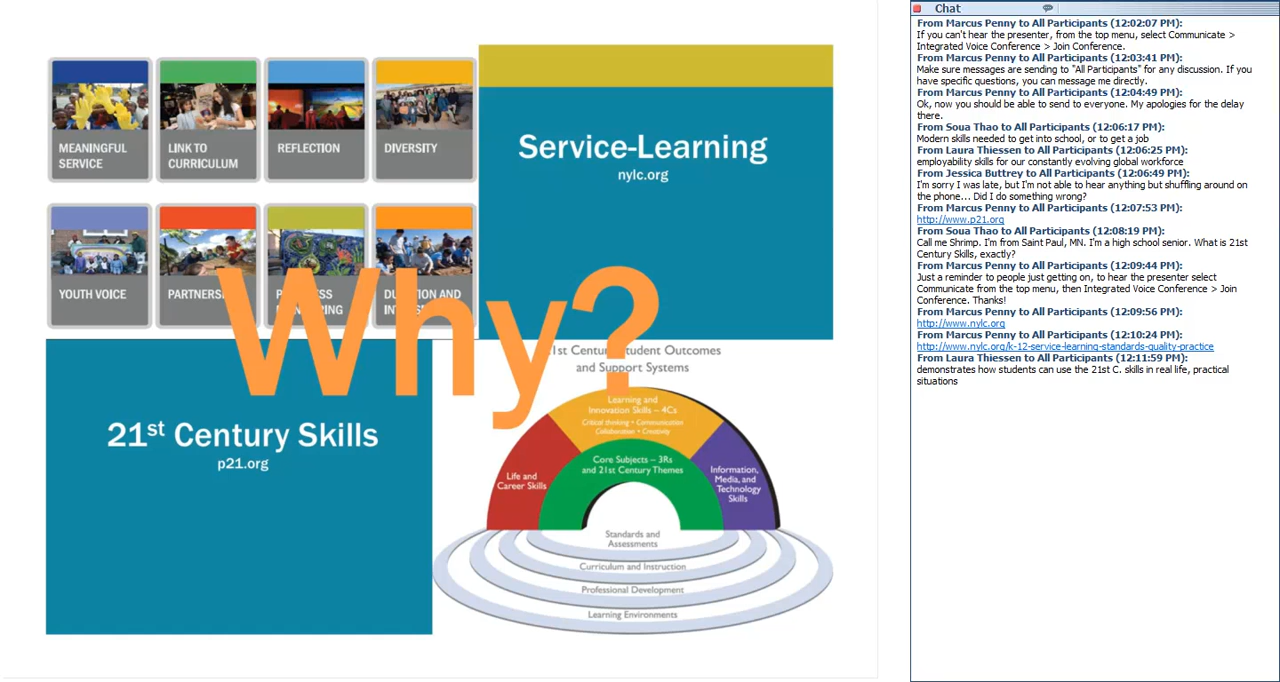 MEANINGFUL
SERVICE
LINK TO
CURRICULUM
REFLECTION
DIVERSITY
YOUTH VOICE
AND
Service-Learning
nylc.org
Why?
21st Century Skills
p21.org
Student Outcomes
and Support Systems
Learning and
Innovation Skills – 4Cs
Critical thinking • Communication
Collaboration • Creativity
Core Subjects – 3Rs
and 21st Century Themes
Life and
Career Skills
Information,
Media, and
Technology
Skills
Standards and
Assessments
Curriculum and Instruction
Professional Development
Learning Environments
Chat
From Marcus Penny to All Participants (12:02:07 PM):
If you can't hear the presenter, from the top menu, select Communicate >
Integrated Voice Conference > Join Conference.
From Marcus Penny to All Participants (12:03:41 PM):
Make sure messages are sending to "All Participants" for any discussion. If you
have specific questions, you can message me directly.
From Marcus Penny to All Participants (12:04:49 PM):
Ok, now you should be able to send to everyone. My apologies for the delay
there.
From Soua Thao to All Participants (12:06:17 PM):
Modern skills needed to get into school, or to get a job
From Laura Thiessen to All Participants (12:06:25 PM):
employability skills for our constantly evolving global workforce
From Jessica Buttrey to All Participants (12:06:49 PM):
I'm sorry I was late, but I'm not able to hear anything but shuffling around on
the phone... Did I do something wrong?
From Marcus Penny to All Participants (12:07:53 PM):
http://www.p21.org
From Soua Thao to All Participants (12:08:19 PM):
Call me Shrimp. I'm from Saint Paul, MN. I'm a high school senior. What is 21st
Century Skills, exactly?
From Marcus Penny to All Participants (12:09:44 PM):
Just a reminder to people just getting on, to hear the presenter select
Communicate from the top menu, then Integrated Voice Conference > Join
Conference. Thanks!
From Marcus Penny to All Participants (12:09:56 PM):
http://www.nylc.org
From Marcus Penny to All Participants (12:10:24 PM):
http://www.nylc.org/k-12-service-learning-standards-quality-practice
From Laura Thiessen to All Participants (12:11:59 PM):
demonstrates how students can use the 21st C. skills in real life, practical
situations